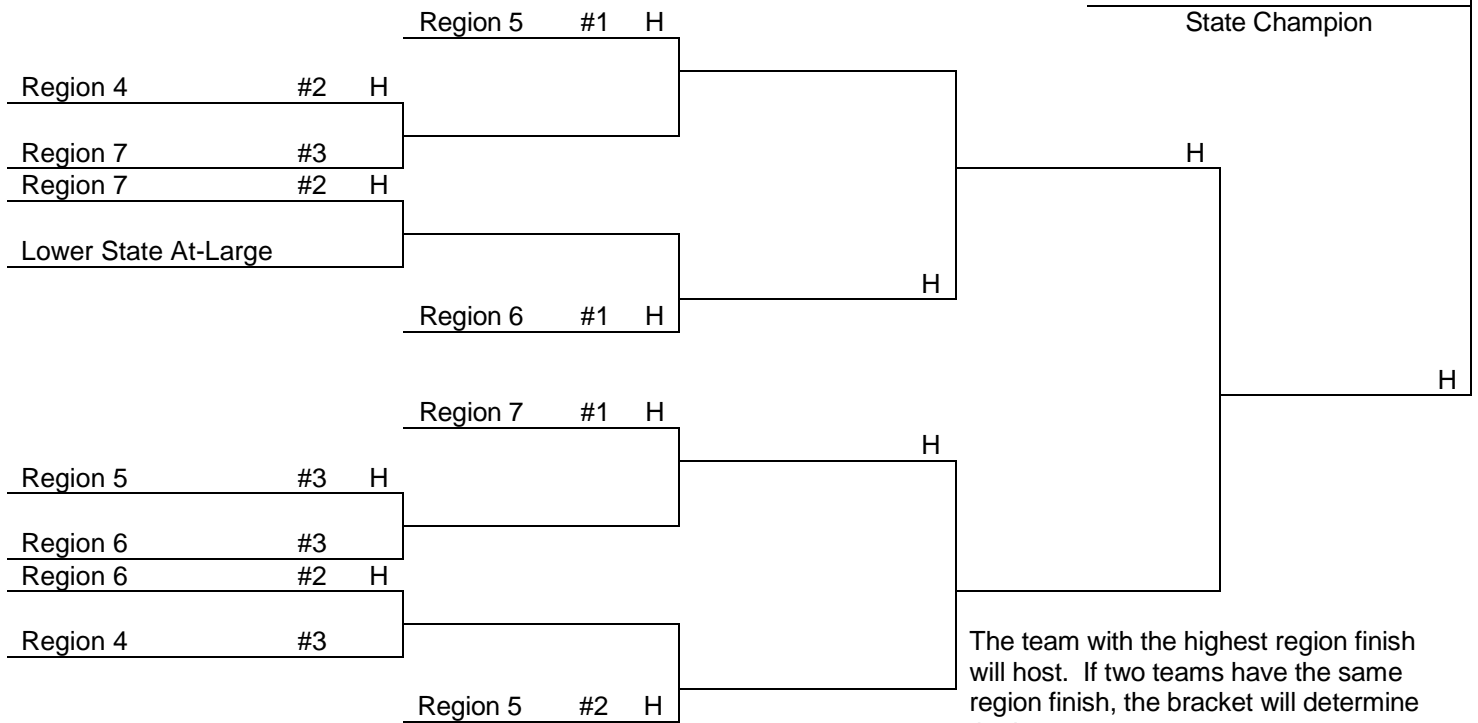 Region 5 #1 H
State Champion
Region 4 #2 H
Region 7 #3
H
Region 7 #2 H
Lower State At-Large
H
Region 6 #1 H
H
Region 7 #1 H
H
Region 5 #3 H
Region 6 #3
Region 6 #2 H
Region 4 #3
The team with the highest region finish
will host. If two teams have the same
region finish, the bracket will determine
Region 5 #2 H